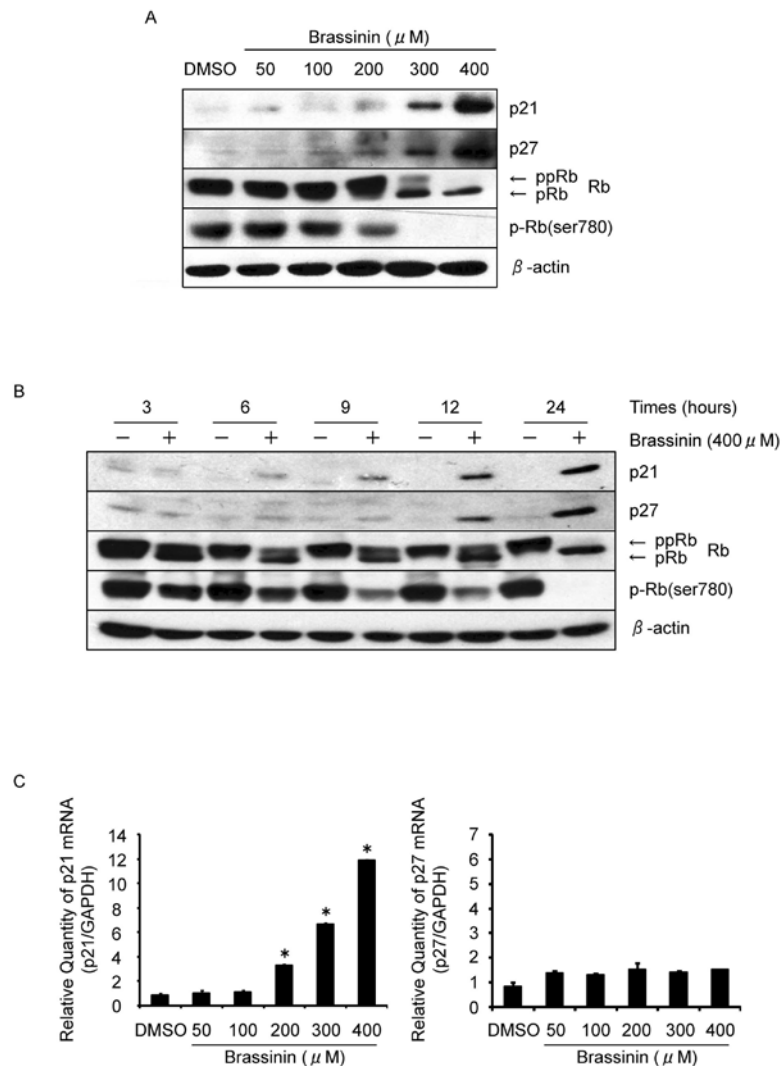 A
Brassinin ( μ M)
DMSO 50 100 200 300 400
p21
p27
← ppRb
← pRb Rb
p-Rb(ser780)
β-actin
B
3 6 9 12 24 Times (hours)
− + − + − + − + − + Brassinin (400 μ M)
p21
p27
← ppRb
← pRb Rb
p-Rb(ser780)
β-actin
C
Relative Quantity of p21 mRNA
(p21/GAPDH)
14
12
10
8
6
4
2
0
* * *
DMSO 50 100 200 300 400
Brassinin ( μ M)
Relative Quantity of p27 mRNA
(p27/GAPDH)
7
6
5
4
3
2
1
0
DMSO 50 100 200 300 400
Brassinin ( μ M)